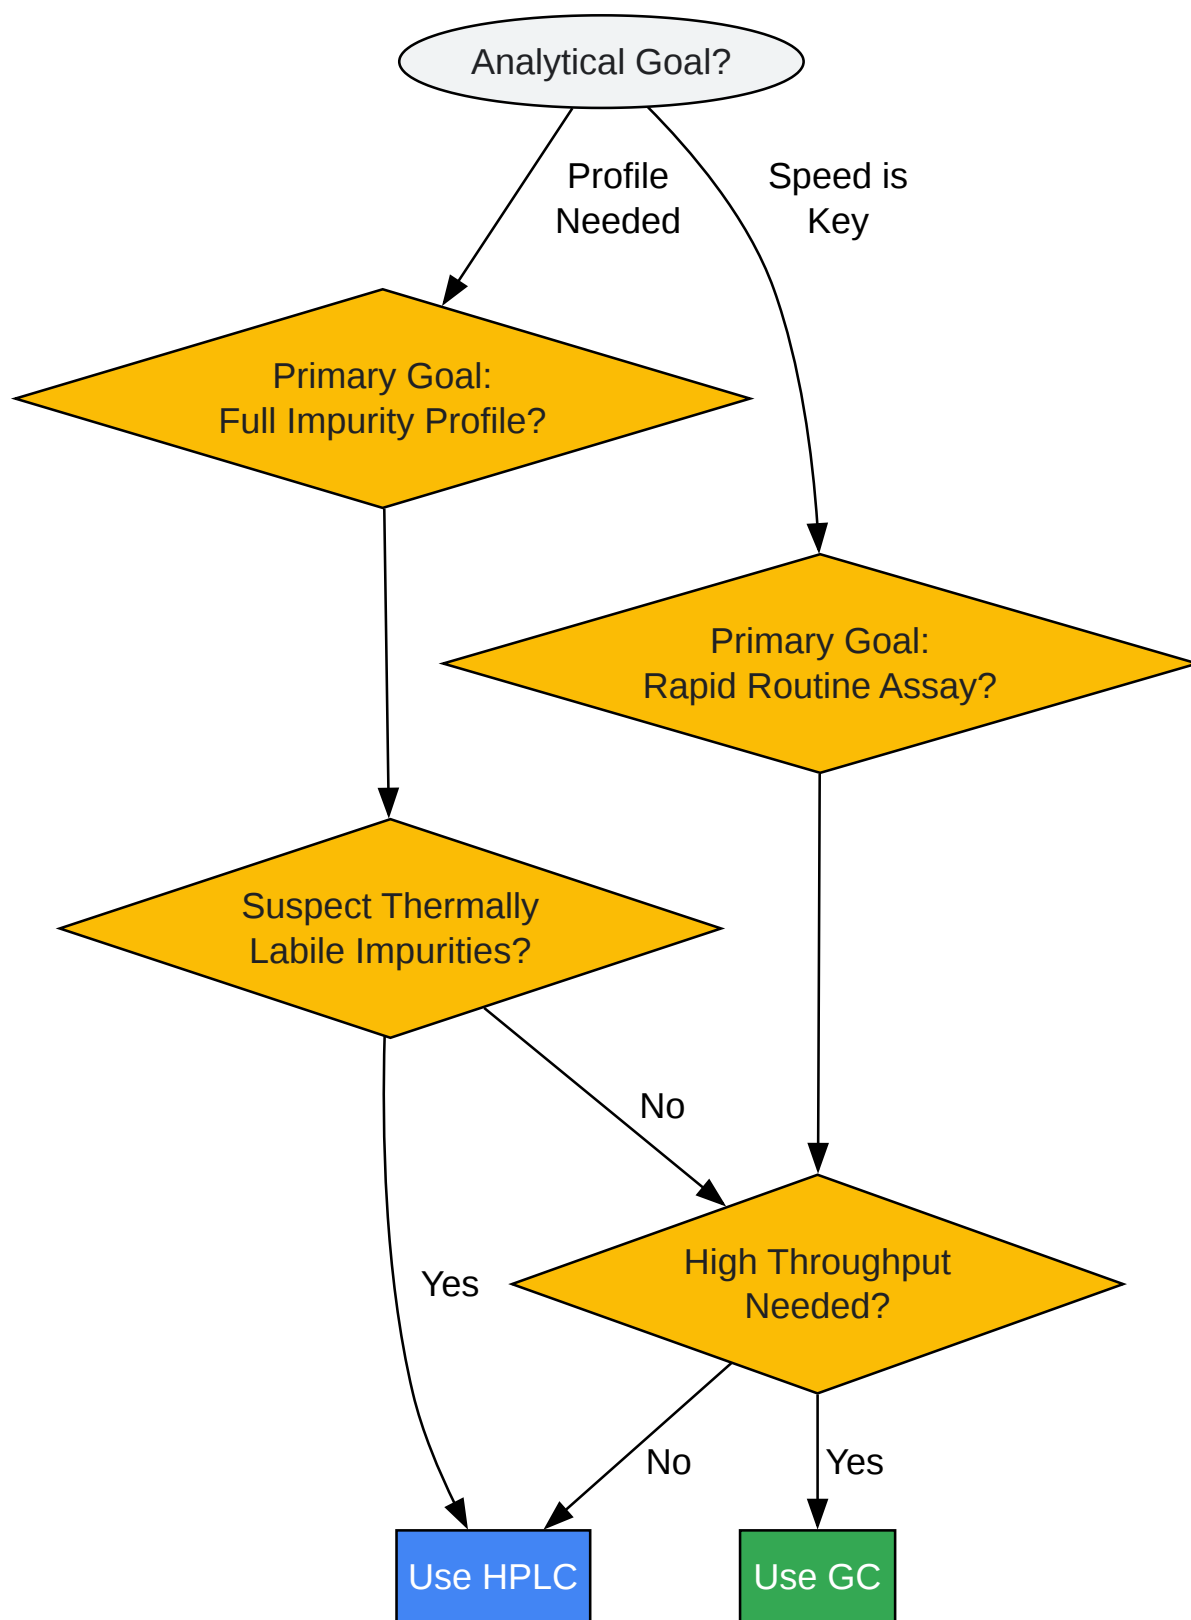 Analytical Goal?
Profile
Needed
Speed is
Key
Primary Goal:
Full Impurity Profile?
Primary Goal:
Rapid Routine Assay?
Suspect Thermally
Labile Impurities?
No
Yes
High Throughput
Needed?
No
Yes
Use HPLC
Use GC